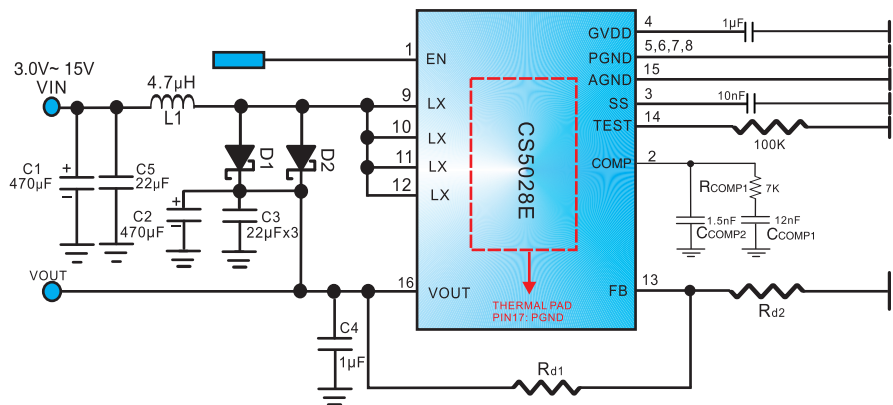 4
1μF
GVDD
5,6,7,8
PGND
15
AGND
3
10nF
SS
14
TEST
100K
2
COMP
RCOMP1
7K
1.5nF
CCOMP2
12nF
CCOMP1
1
EN
3.0V~ 15V
VIN
4.7μH
L1
9
LX
10
LX
11
LX
12
LX
D1
D2
C1
470μF
+
C5
22μF
C2
470μF
+
C3
22μFx3
CS5028E
VOUT
16
VOUT
13
FB
THERMAL PAD
PIN17: PGND
Rd2
C4
1μF
Rd1